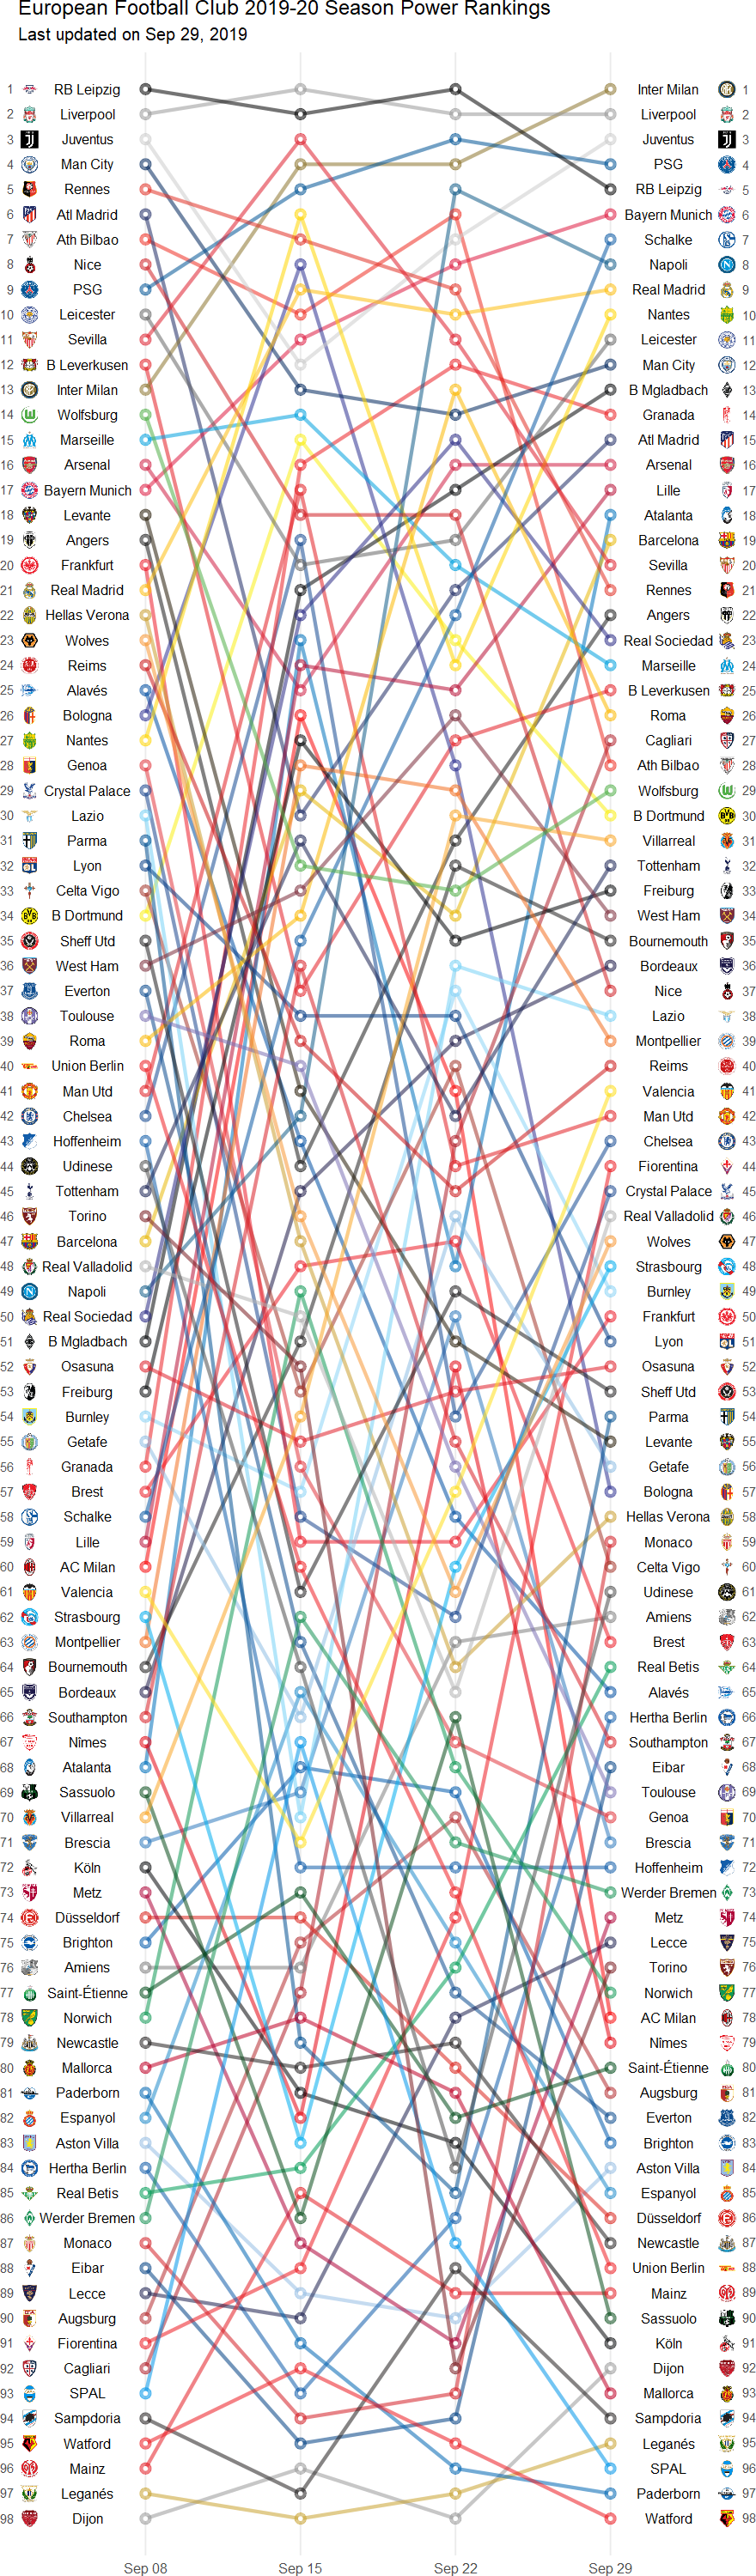 European Football Club 2019-20 Season Power Rankings
Last updated on Sep 29, 2019
1 RB Leipzig Inter Milan 1
2 Liverpool Liverpool 2
3 Juventus Juventus 3
4 Man City PSG 4
5 Rennes RB Leipzig 5
6 Atl Madrid Bayern Munich 6
7 Ath Bilbao Schalke 7
8 Nice Napoli 8
9 PSG Real Madrid 9
10 Leicester Nantes 10
11 Sevilla Leicester 11
12 B Leverkusen Man City 12
13 Inter Milan B Mgladbach 13
14 Wolfsburg Granada 14
15 Marseille Atl Madrid 15
16 Arsenal Arsenal 16
17 Bayern Munich Lille 17
18 Levante Atalanta 18
19 Angers Barcelona 19
20 Frankfurt Sevilla 20
21 Real Madrid Rennes 21
22 Hellas Verona Angers 22
23 Wolves Real Sociedad 23
24 Reims Marseille 24
25 Alavés B Leverkusen 25
26 Bologna Roma 26
27 Nantes Cagliari 27
28 Genoa Ath Bilbao 28
29 Crystal Palace Wolfsburg 29
30 Lazio B Dortmund 30
31 Parma Villarreal 31
32 Lyon Tottenham 32
33 Celta Vigo Freiburg 33
34 B Dortmund West Ham 34
35 Sheff Utd Bournemouth 35
36 West Ham Bordeaux 36
37 Everton Nice 37
38 Toulouse Lazio 38
39 Roma Montpellier 39
40 Union Berlin Reims 40
41 Man Utd Valencia 41
42 Chelsea Man Utd 42
43 Hoffenheim Chelsea 43
44 Udinese Fiorentina 44
45 Tottenham Crystal Palace 45
46 Torino Real Valladolid 46
47 Barcelona Wolves 47
48 Real Valladolid Strasbourg 48
49 Napoli Burnley 49
50 Real Sociedad Frankfurt 50
51 B Mgladbach Lyon 51
52 Osasuna Osasuna 52
53 Freiburg Sheff Utd 53
54 Burnley Parma 54
55 Getafe Levante 55
56 Granada Getafe 56
57 Brest Bologna 57
58 Schalke Hellas Verona 58
59 Lille Monaco 59
60 AC Milan Celta Vigo 60
61 Valencia Udinese 61
62 Strasbourg Amiens 62
63 Montpellier Brest 63
64 Bournemouth Real Betis 64
65 Bordeaux Alavés 65
66 Southampton Hertha Berlin 66
67 Nîmes Southampton 67
68 Atalanta Eibar 68
69 Sassuolo Toulouse 69
70 Villarreal Genoa 70
71 Brescia Brescia 71
72 Köln Hoffenheim 72
73 Metz Werder Bremen 73
74 Düsseldorf Metz 74
75 Brighton Lecce 75
76 Amiens Torino 76
77 Saint-Étienne Norwich 77
78 Norwich AC Milan 78
79 Newcastle Nîmes 79
80 Mallorca Saint-Étienne 80
81 Paderborn Augsburg 81
82 Espanyol Everton 82
83 Aston Villa Brighton 83
84 Hertha Berlin Aston Villa 84
85 Real Betis Espanyol 85
86 Werder Bremen Düsseldorf 86
87 Monaco Newcastle 87
88 Eibar Union Berlin 88
89 Lecce Mainz 89
90 Augsburg Sassuolo 90
91 Fiorentina Köln 91
92 Cagliari Dijon 92
93 SPAL Mallorca 93
94 Sampdoria Sampdoria 94
95 Watford Leganés 95
96 Mainz SPAL 96
97 Leganés Paderborn 97
98 Dijon Watford 98
Sep 08 Sep 15 Sep 22 Sep 29